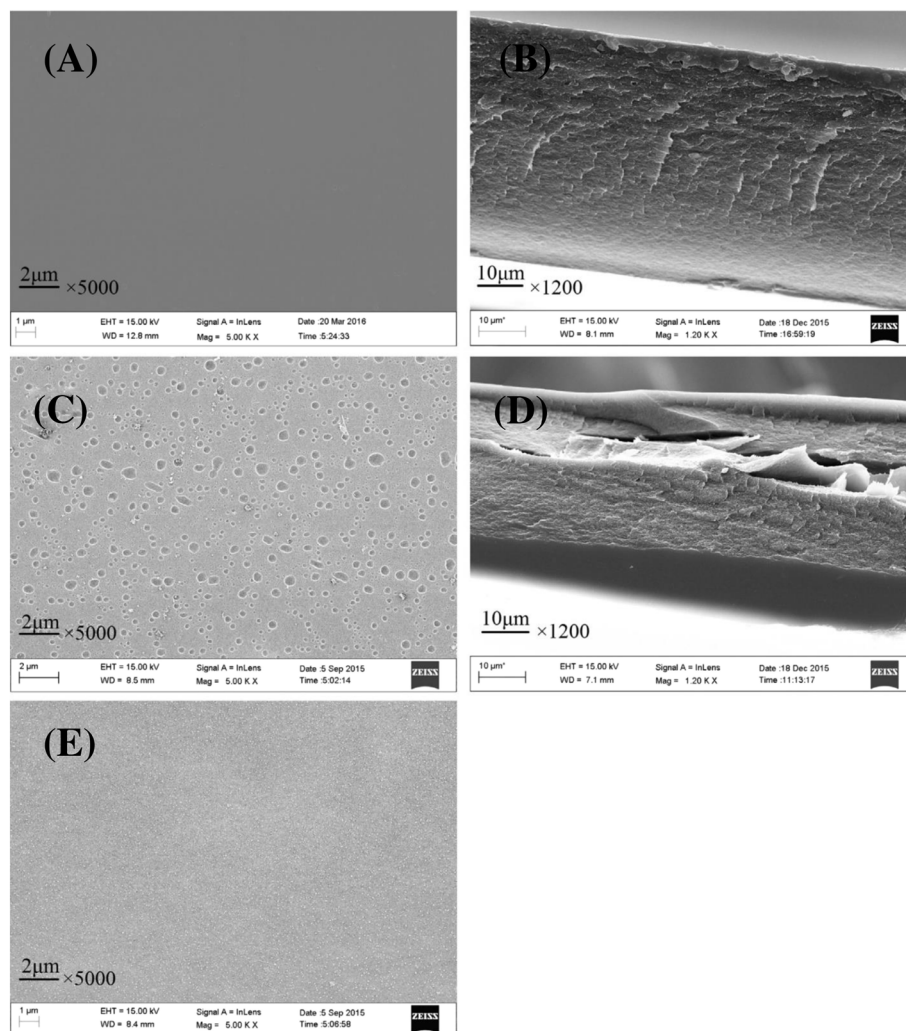 (A)
2μm ×5000
1 μm EHT = 15.00 kV Signal A = InLens Date :20 Mar 2016
WD = 12.8 mm Mag = 5.00 K X Time :5:24:33
(B)
10μm ×1200
10 μm* EHT = 15.00 kV Signal A = InLens Date :18 Dec 2015 ZEISS
WD = 8.1 mm Mag = 1.20 K X Time :16:59:19
(C)
2μm ×5000
2 μm EHT = 15.00 kV Signal A = InLens Date :5 Sep 2015 ZEISS
WD = 8.5 mm Mag = 5.00 K X Time :5:02:14
(D)
10μm ×1200
10 μm* EHT = 15.00 kV Signal A = InLens Date :18 Dec 2015 ZEISS
WD = 7.1 mm Mag = 1.20 K X Time :11:13:17
(E)
2μm ×5000
1 μm EHT = 15.00 kV Signal A = InLens Date :5 Sep 2015 ZEISS
WD = 8.4 mm Mag = 5.00 K X Time :5:06:58